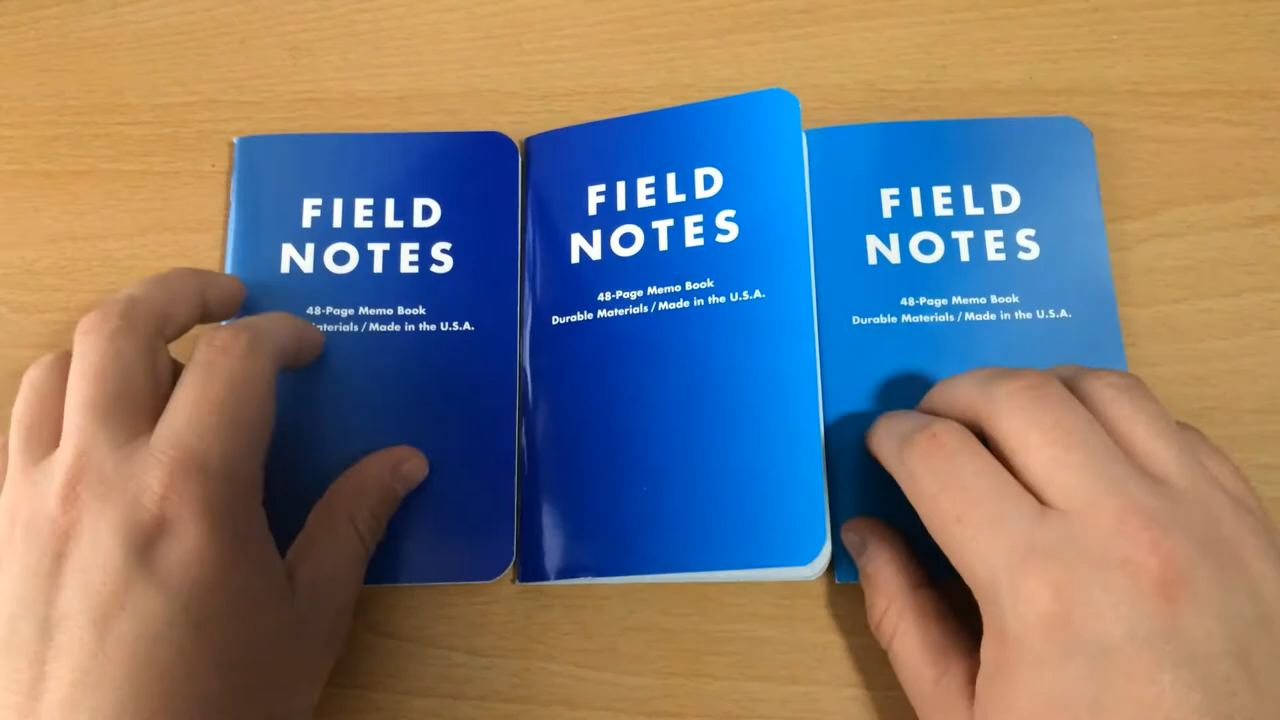 FIELD
NOTES
48-Page Memo Book
Materials / Made in the U.S.A.
FIELD
NOTES
48-Page Memo Book
Durable Materials / Made in the U.S.A.
FIELD
NOTES
48-Page Memo Book
Durable Materials / Made in the U.S.A.